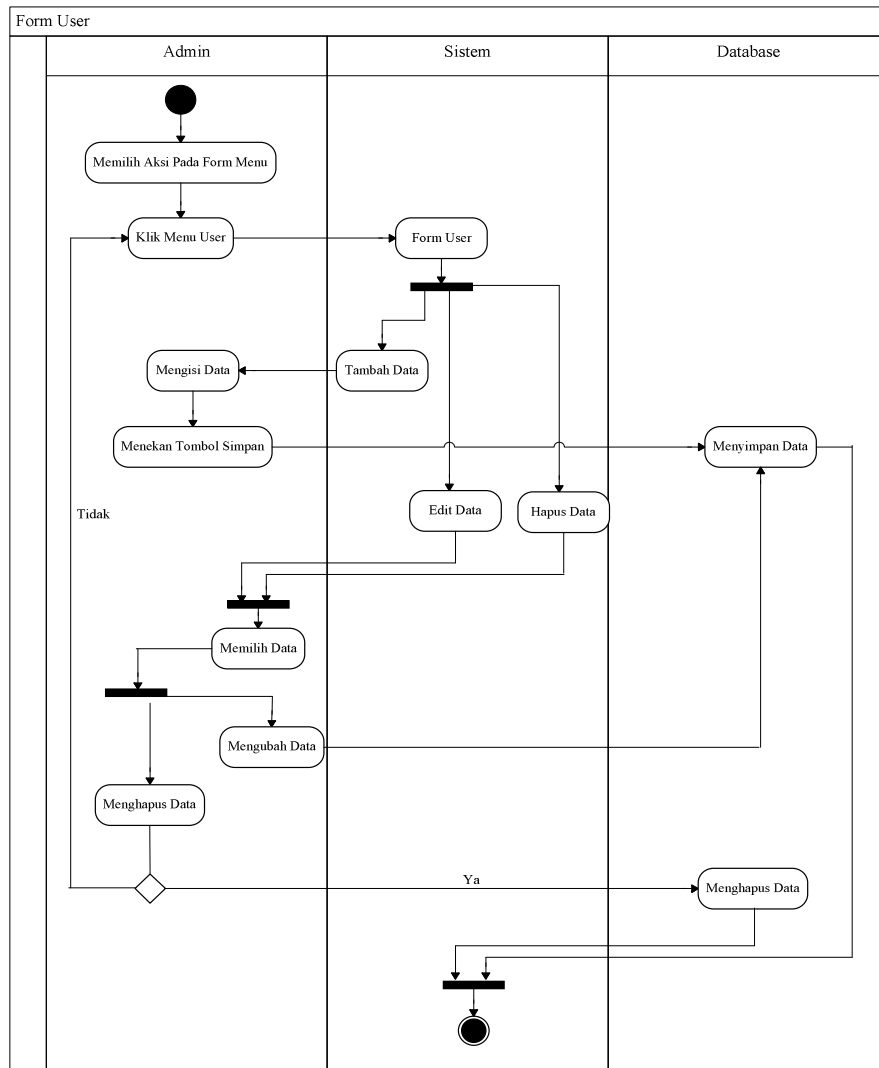 Form User
Admin
Sistem
Database
Memilih Aksi Pada Form Menu
Klik Menu User
Form User
Mengisi Data
Tambah Data
Menekan Tombol Simpan
Menyimpan Data
Tidak
Edit Data
Hapus Data
Memilih Data
Mengubah Data
Menghapus Data
Ya
Menghapus Data